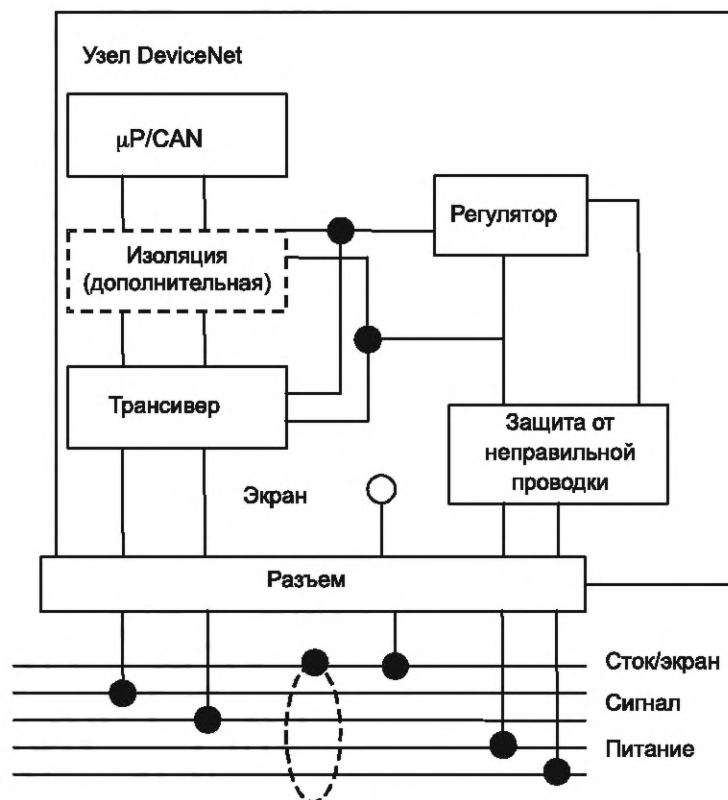 Узел DeviceNet
µP/CAN
Регулятор
Изоляция
(дополнительная)
Трансивер
Защита от
неправильной
проводки
Экран
Разъем
Сток/экран
Сигнал
Питание